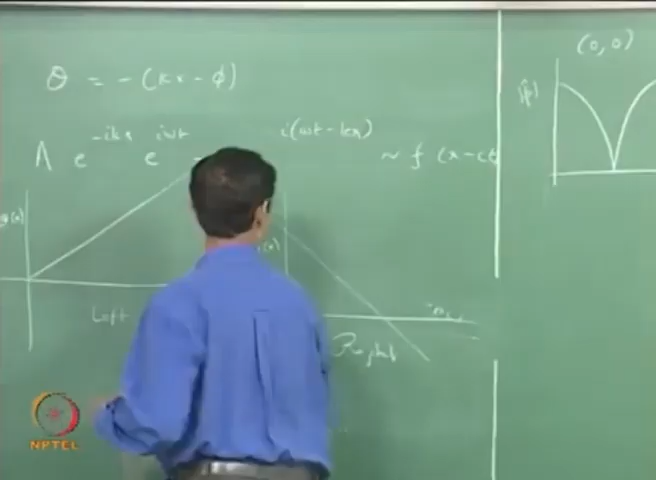 θ = - (kx - φ)
(0,0)
|p̂|
A e^{-ikx} e^{iωt} = e^{i(ωt - kx)} ~ f (x-ct
φ(x)
(x)
Left
Right
NPTEL